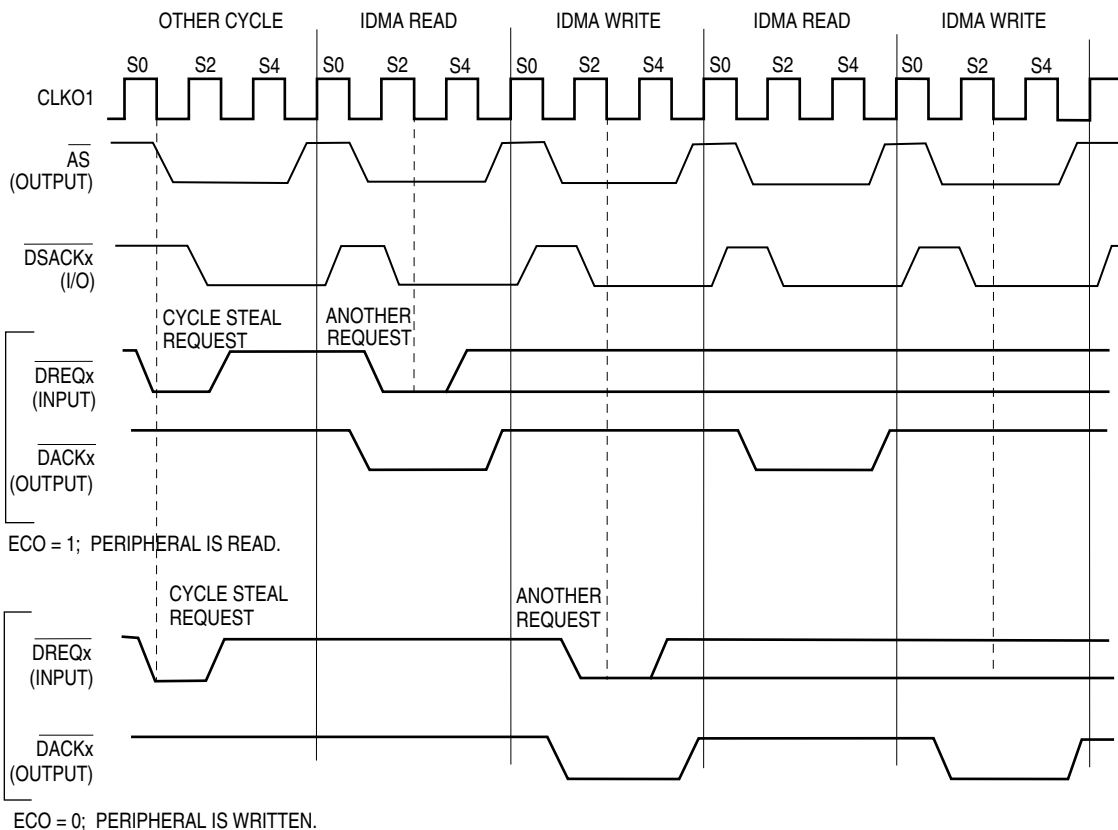 OTHER CYCLE IDMA READ IDMA WRITE IDMA READ IDMA WRITE
S0 S2 S4 S0 S2 S4 S0 S2 S4 S0 S2 S4 S0 S2 S4
CLKO1
AS
(OUTPUT)
DSACKx
(I/O)
CYCLE STEAL
REQUEST
ANOTHER
REQUEST
DREQx
(INPUT)
DACKx
(OUTPUT)
ECO = 1; PERIPHERAL IS READ.
CYCLE STEAL
REQUEST
ANOTHER
REQUEST
DREQx
(INPUT)
DACKx
(OUTPUT)
ECO = 0; PERIPHERAL IS WRITTEN.